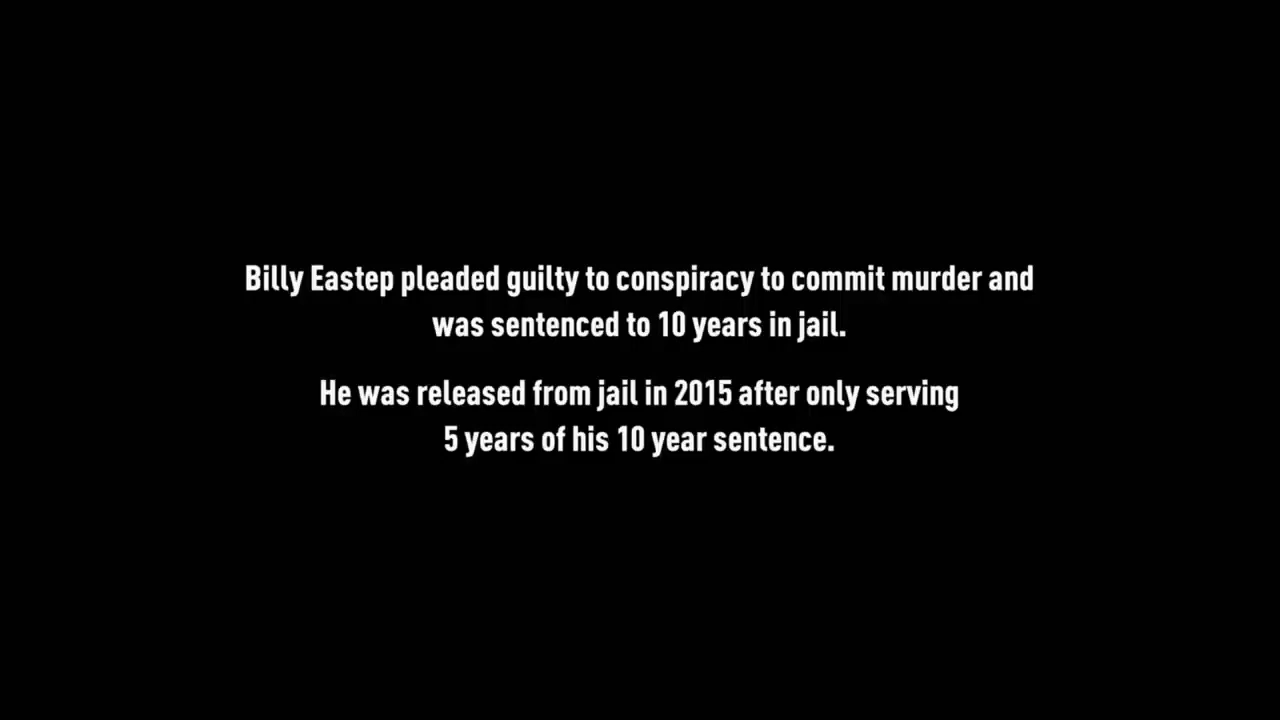 Billy Eastep pleaded guilty to conspiracy to commit murder and
was sentenced to 10 years in jail.
He was released from jail in 2015 after only serving
5 years of his 10 year sentence.